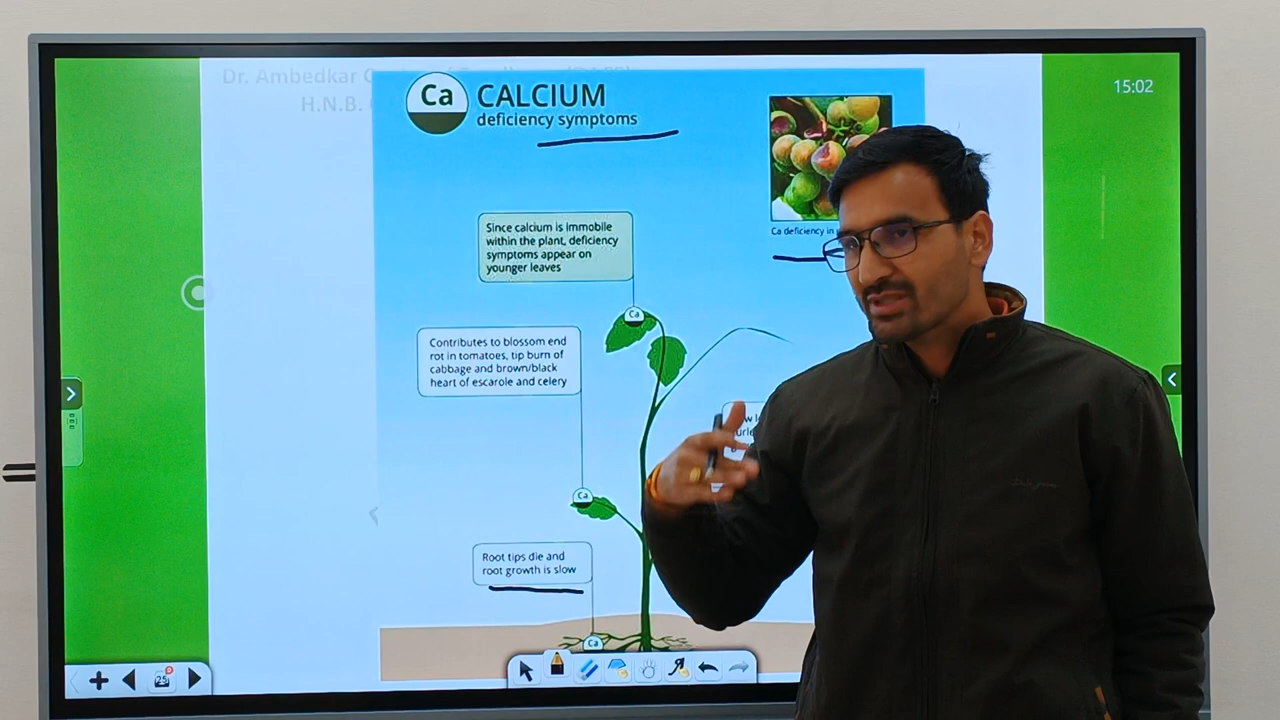 Dr. Ambedkar
H.N.B.
15:02
Ca
CALCIUM
deficiency symptoms
Ca deficiency in
Since calcium is immobile
within the plant, deficiency
symptoms appear on
younger leaves
Ca
Contributes to blossom end
rot in tomatoes, tip burn of
cabbage and brown/black
heart of escarole and celery
Ca
Root tips die and
root growth is slow
Ca
25